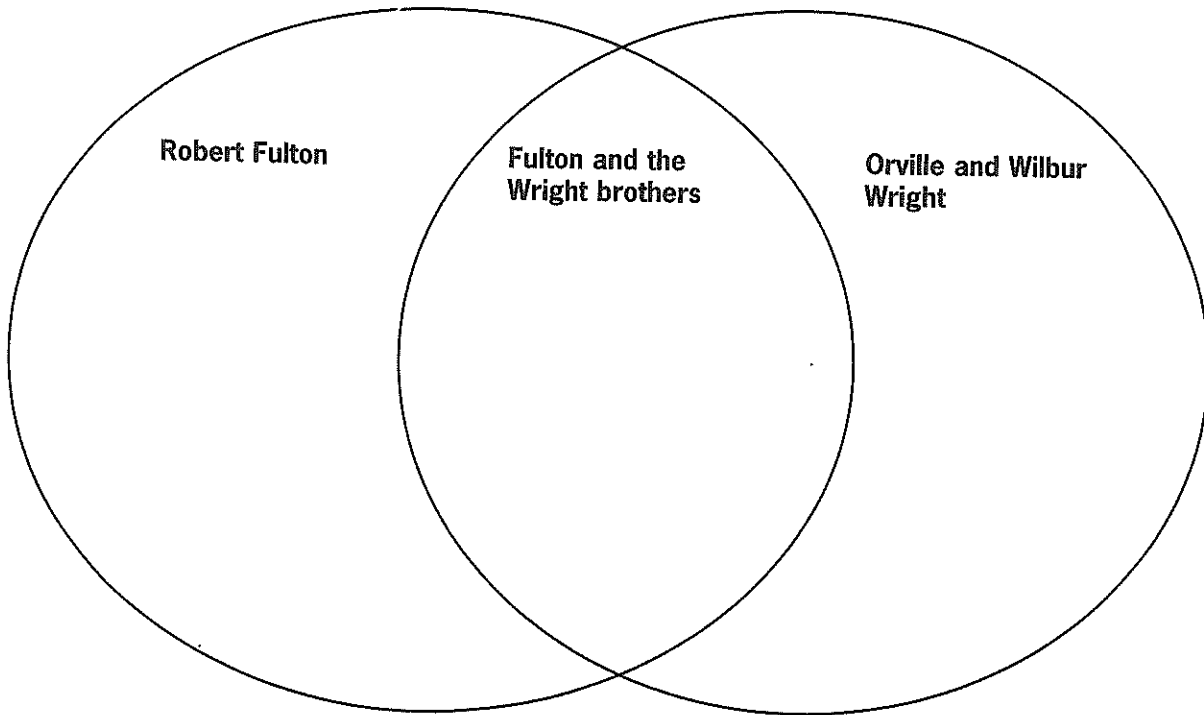 Robert Fulton
Fulton and the
Wright brothers
Orville and Wilbur
Wright